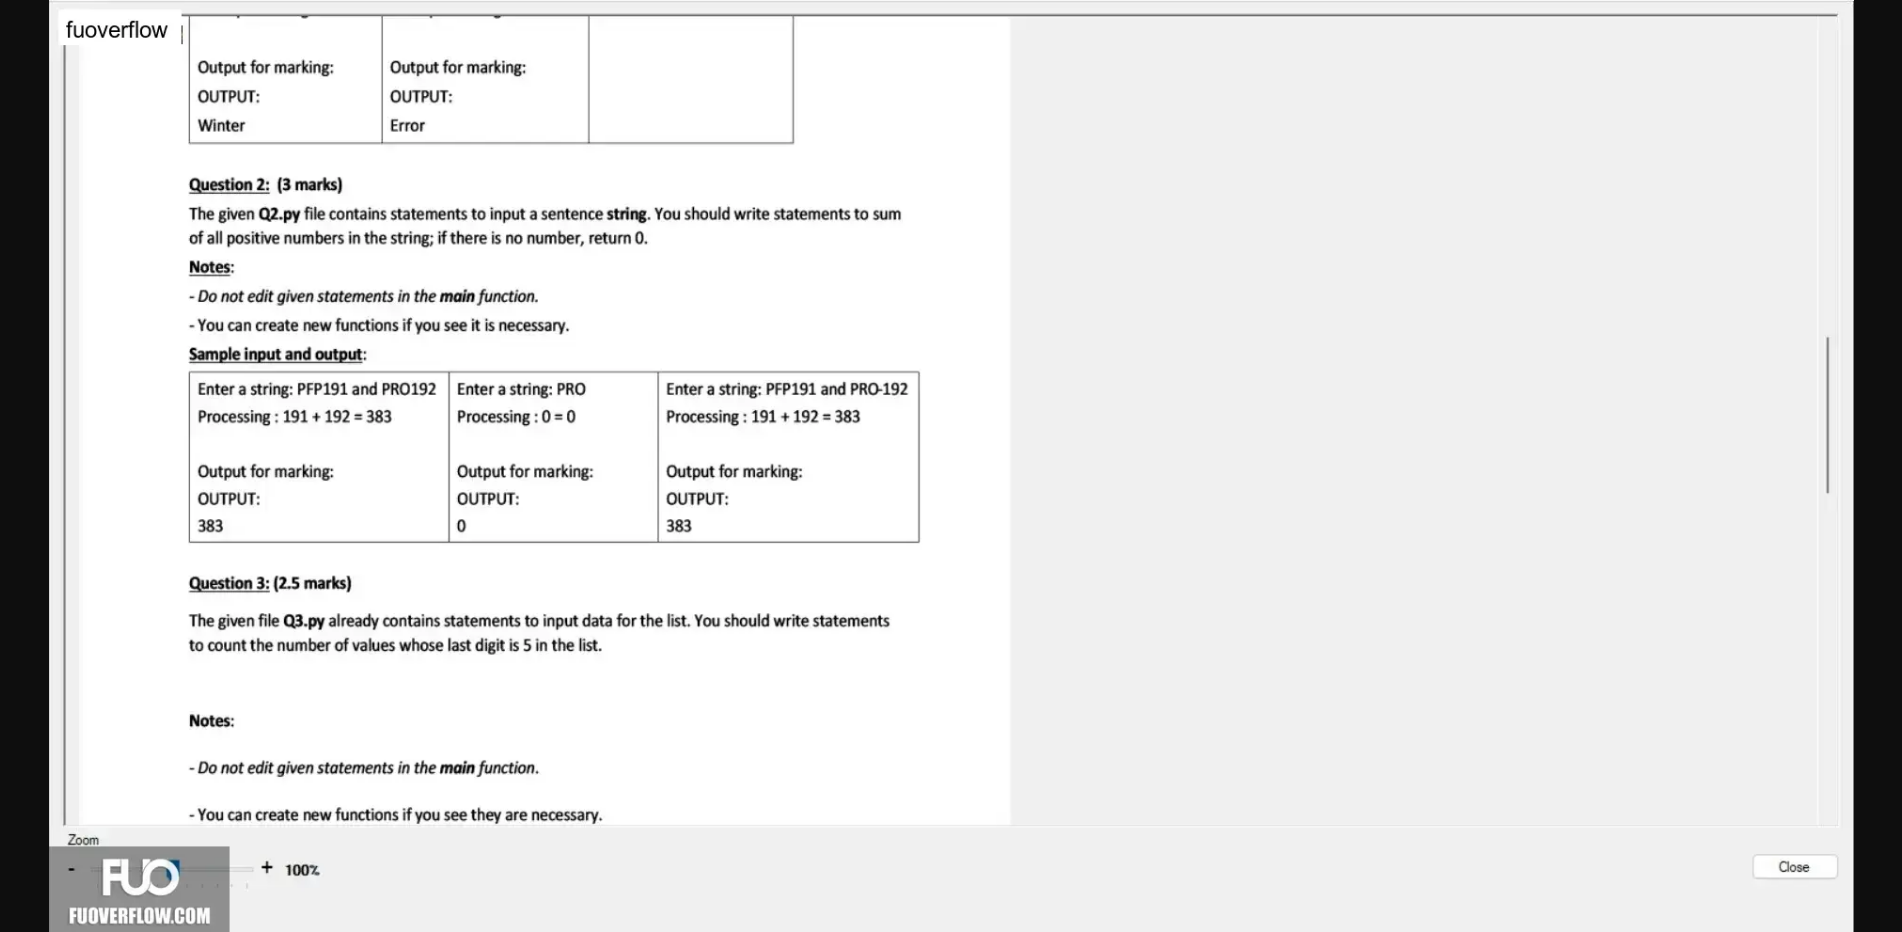 fuoverflow
Output for marking:
OUTPUT:
Winter
Output for marking:
OUTPUT:
Error
Question 2: (3 marks)
The given Q2.py file contains statements to input a sentence string. You should write statements to sum
of all positive numbers in the string; if there is no number, return 0.
Notes:
- Do not edit given statements in the main function.
- You can create new functions if you see it is necessary.
Sample input and output:
Enter a string: PFP191 and PRO192
Processing : 191 + 192 = 383
Output for marking:
OUTPUT:
383
Enter a string: PRO
Processing : 0 = 0
Output for marking:
OUTPUT:
0
Enter a string: PFP191 and PRO-192
Processing : 191 + 192 = 383
Output for marking:
OUTPUT:
383
Question 3: (2.5 marks)
The given file Q3.py already contains statements to input data for the list. You should write statements
to count the number of values whose last digit is 5 in the list.
Notes:
- Do not edit given statements in the main function.
- You can create new functions if you see they are necessary.
Zoom
- + 100%
FUO
FUOVERFLOW.COM
Close